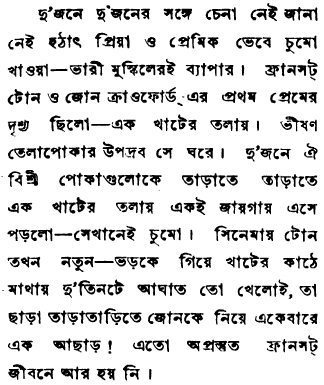 দু'জনে দু'জনের সঙ্গে চেনা নেই জানা
নেই হঠাৎ প্রিয়া ও প্রেমিক ভেবে চুমো
খাওয়া—ভারী মুস্কিলেরই ব্যাপার। ফ্রানসট্
টোন ও জোন ক্রাওফোর্ড্ এর প্রথম প্রেমের
দৃশ্য ছিলো—এক খাটের তলায়। ভীষণ
তেলাপোকার উপদ্রব সে ঘরে। দু'জনে ঐ
বিশ্রী পোকাগুলোকে তাড়াতে তাড়াতে
এক খাটের তলায় একই জায়গায় এসে
পড়লো—সেখানেই চুমো। সিনেমায় টোন
তখন নতুন—ভড়কে গিয়ে খাটের কাঠে
মাথায় দু'তিনটে আঘাত তো খেলোই, তা
ছাড়া তাড়াতাড়িতে জোনকে নিয়ে একেবারে
এক আছাড়! এতো অপ্রস্তুত ফ্রানসট্
জীবনে আর হয় নি।